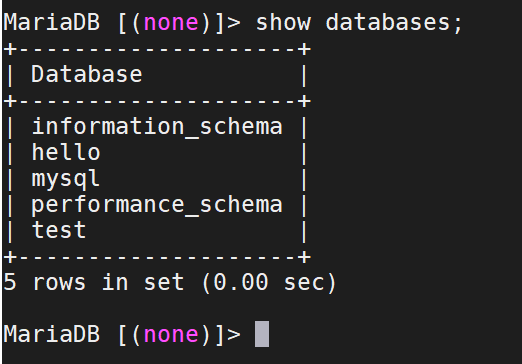 MariaDB [(none)]> show databases;
+--------------------+
| Database           |
+--------------------+
| information_schema |
| hello              |
| mysql              |
| performance_schema |
| test               |
+--------------------+
5 rows in set (0.00 sec)
MariaDB [(none)]>